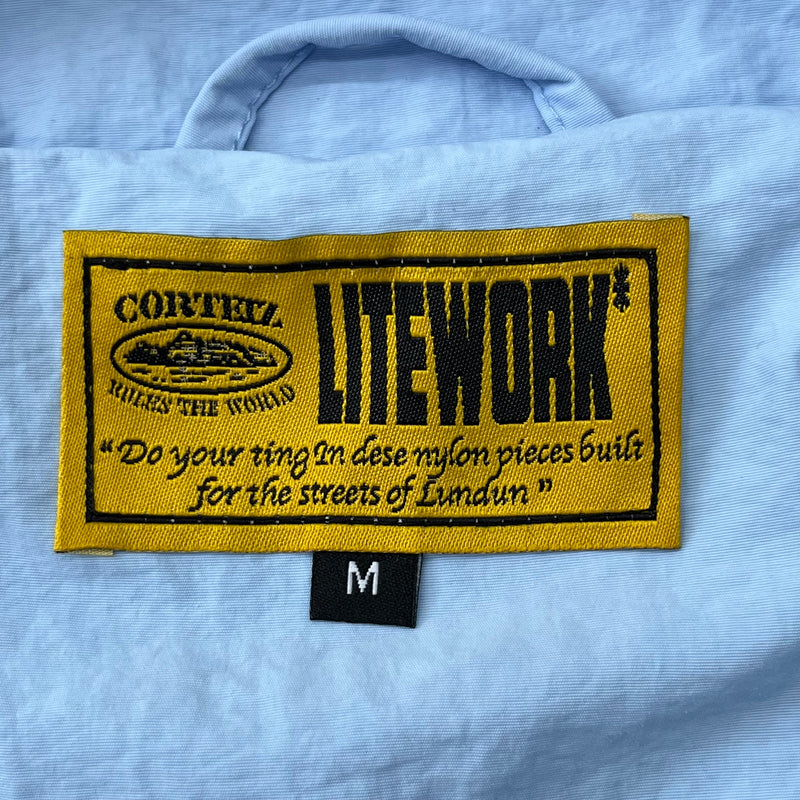 CORTEIZ
RULES THE WORLD
LITEWORK**
"Do your ting In dese nylon pieces built
for the streets of Lundun"
M